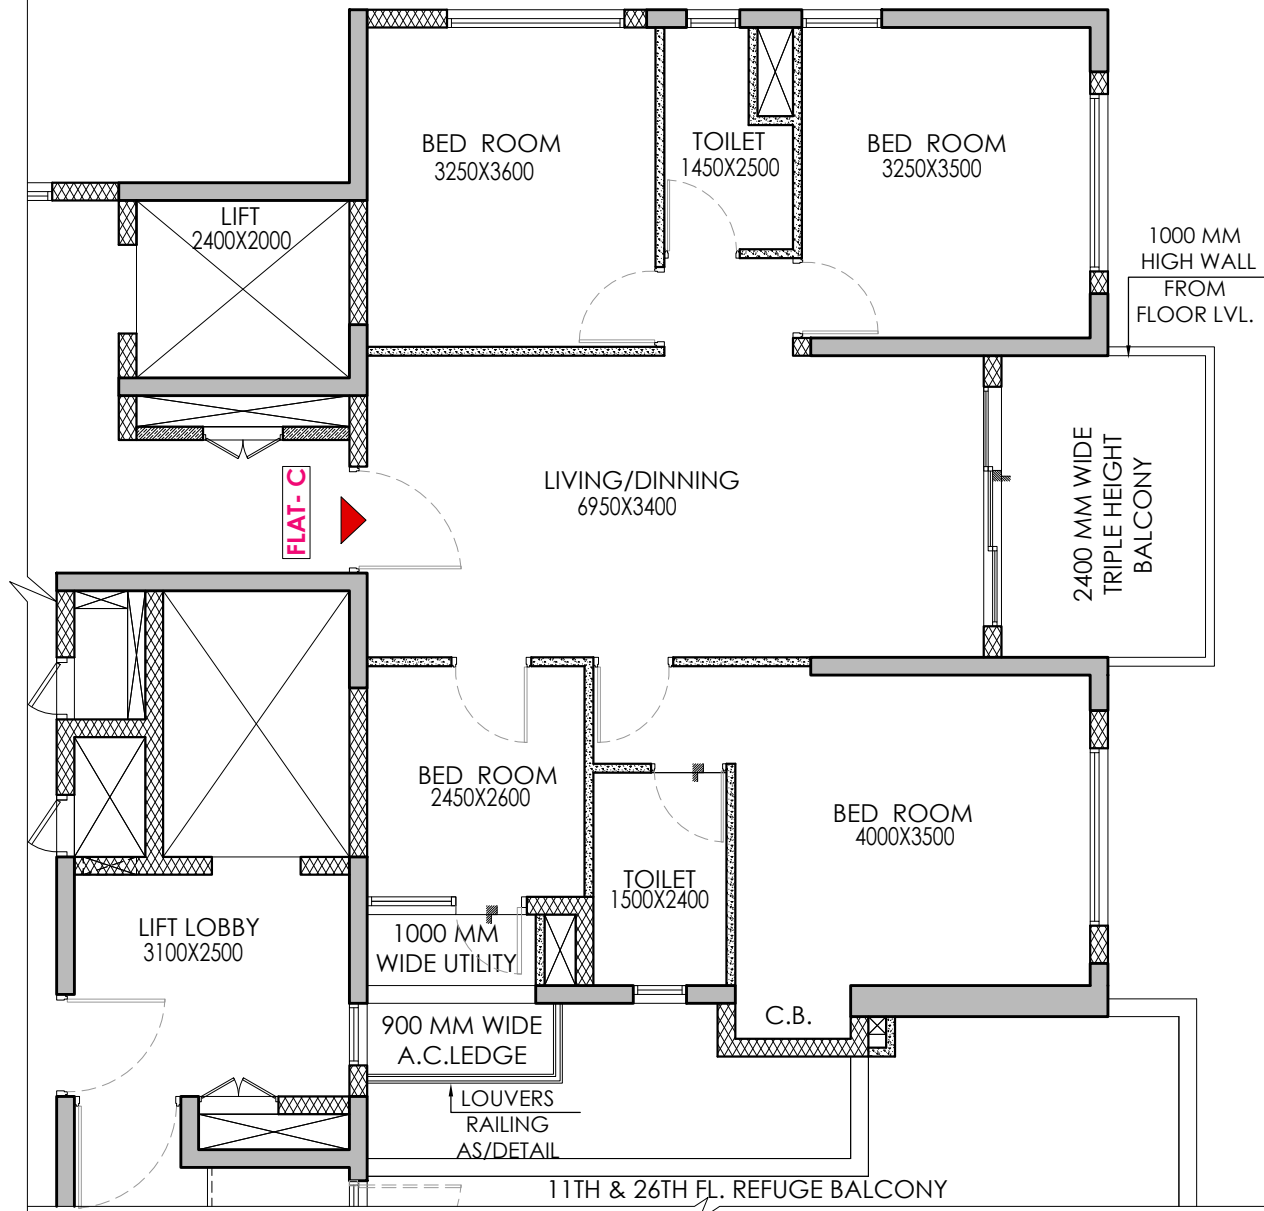 BED ROOM
3250X3600
TOILET
1450X2500
BED ROOM
3250X3500
LIFT
2400X2000
1000 MM
HIGH WALL
FROM
FLOOR LVL.
FLAT- C
LIVING/DINNING
6950X3400
2400 MM WIDE
TRIPLE HEIGHT
BALCONY
BED ROOM
2450X2600
BED ROOM
4000X3500
TOILET
1500X2400
LIFT LOBBY
3100X2500
1000 MM
WIDE UTILITY
C.B.
900 MM WIDE
A.C.LEDGE
LOUVERS
RAILING
AS/DETAIL
11TH & 26TH FL. REFUGE BALCONY